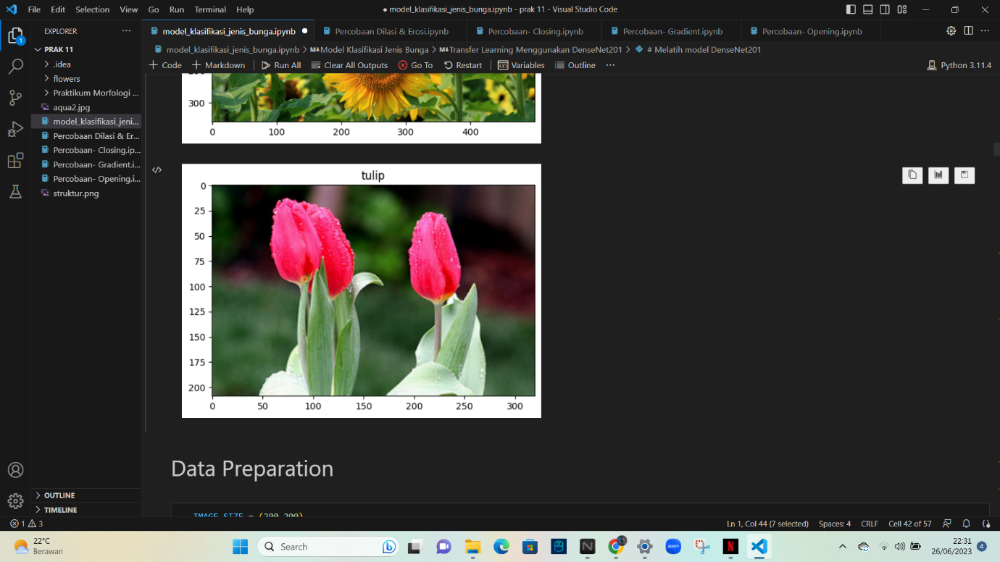 File Edit Selection View Go Run Terminal Help
● model_klasifikasi_jenis_bunga.ipynb - prak 11 - Visual Studio Code
EXPLORER
model_klasifikasi_jenis_bunga.ipynb ●
Percobaan Dilasi & Erosi.ipynb
Percobaan- Closing.ipynb
Percobaan- Gradient.ipynb
Percobaan- Opening.ipynb
model_klasifikasi_jenis_bunga.ipynb > M↓Model Klasifikasi Jenis Bunga > M↓Transfer Learning Menggunakan DenseNet201 > # Melatih model DenseNet201
+ Code + Markdown Run All Clear All Outputs Go To Restart Variables Outline ···
Python 3.11.4
1
PRAK 11
.idea
flowers
Praktikum Morfologi ...
aqua2.jpg
model_klasifikasi_jeni...
Percobaan Dilasi & Er...
Percobaan- Closing.ip...
Percobaan- Gradient.i...
Percobaan- Opening.i...
struktur.png
OUTLINE
TIMELINE
300
0 100 200 300 400
tulip
0
25
50
75
100
125
150
175
200
0 50 100 150 200 250 300
Data Preparation
IMAGE_SIZE = (200,200)
1 3
Ln 1, Col 44 (7 selected) Spaces: 4 CRLF Cell 42 of 57
22°C
Berawan
Search
zoom
22:31
26/06/2023
4